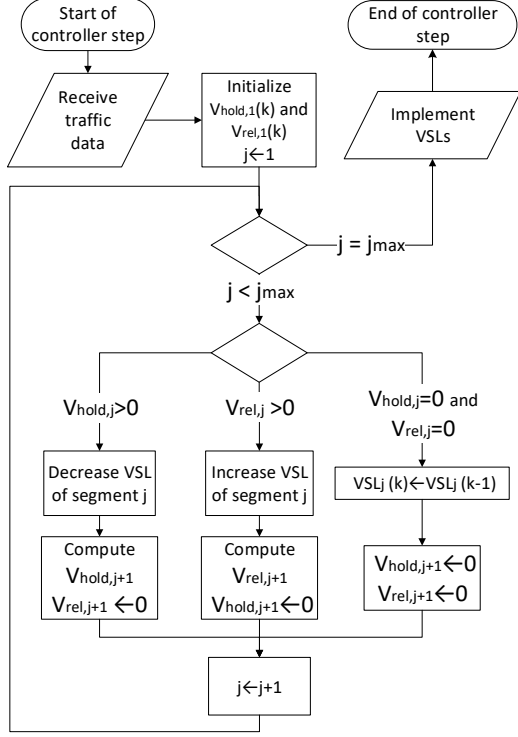 Start of
controller step
End of controller
step
Receive
traffic
data
Initialize
Vhold,1(k) and
Vrel,1(k)
j←1
Implement
VSLs
j = jmax
j < jmax
Vhold,j>0
Vrel,j >0
Vhold,j=0 and
Vrel,j=0
Decrease VSL
of segment j
Increase VSL
of segment j
VSLj (k)←VSLj (k-1)
Compute
Vhold,j+1
Vrel,j+1 ←0
Compute
Vrel,j+1
Vhold,j+1 ←0
Vhold,j+1←0
Vrel,j+1←0
j←j+1